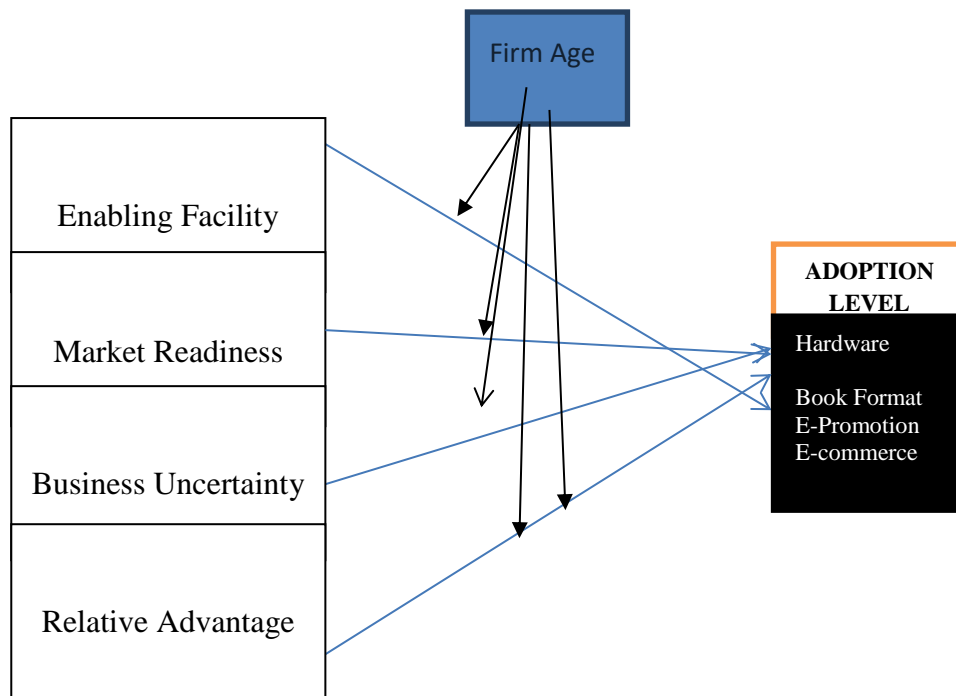 Firm Age
Enabling Facility
Market Readiness
Business Uncertainty
Relative Advantage
ADOPTION
LEVEL
Hardware
Book Format
E-Promotion
E-commerce